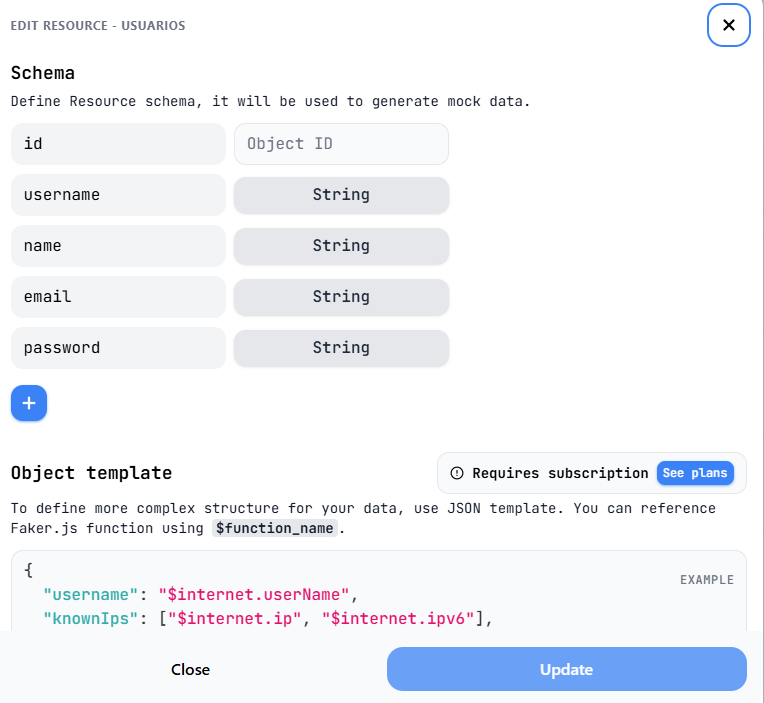 EDIT RESOURCE - USUARIOS
Schema
Define Resource schema, it will be used to generate mock data.
id Object ID
username String
name String
email String
password String
Object template
Requires subscription See plans
To define more complex structure for your data, use JSON template. You can reference
Faker.js function using $function_name.
{
EXAMPLE
"username": "$internet.userName",
"knownIps": ["$internet.ip", "$internet.ipv6"],
Close Update